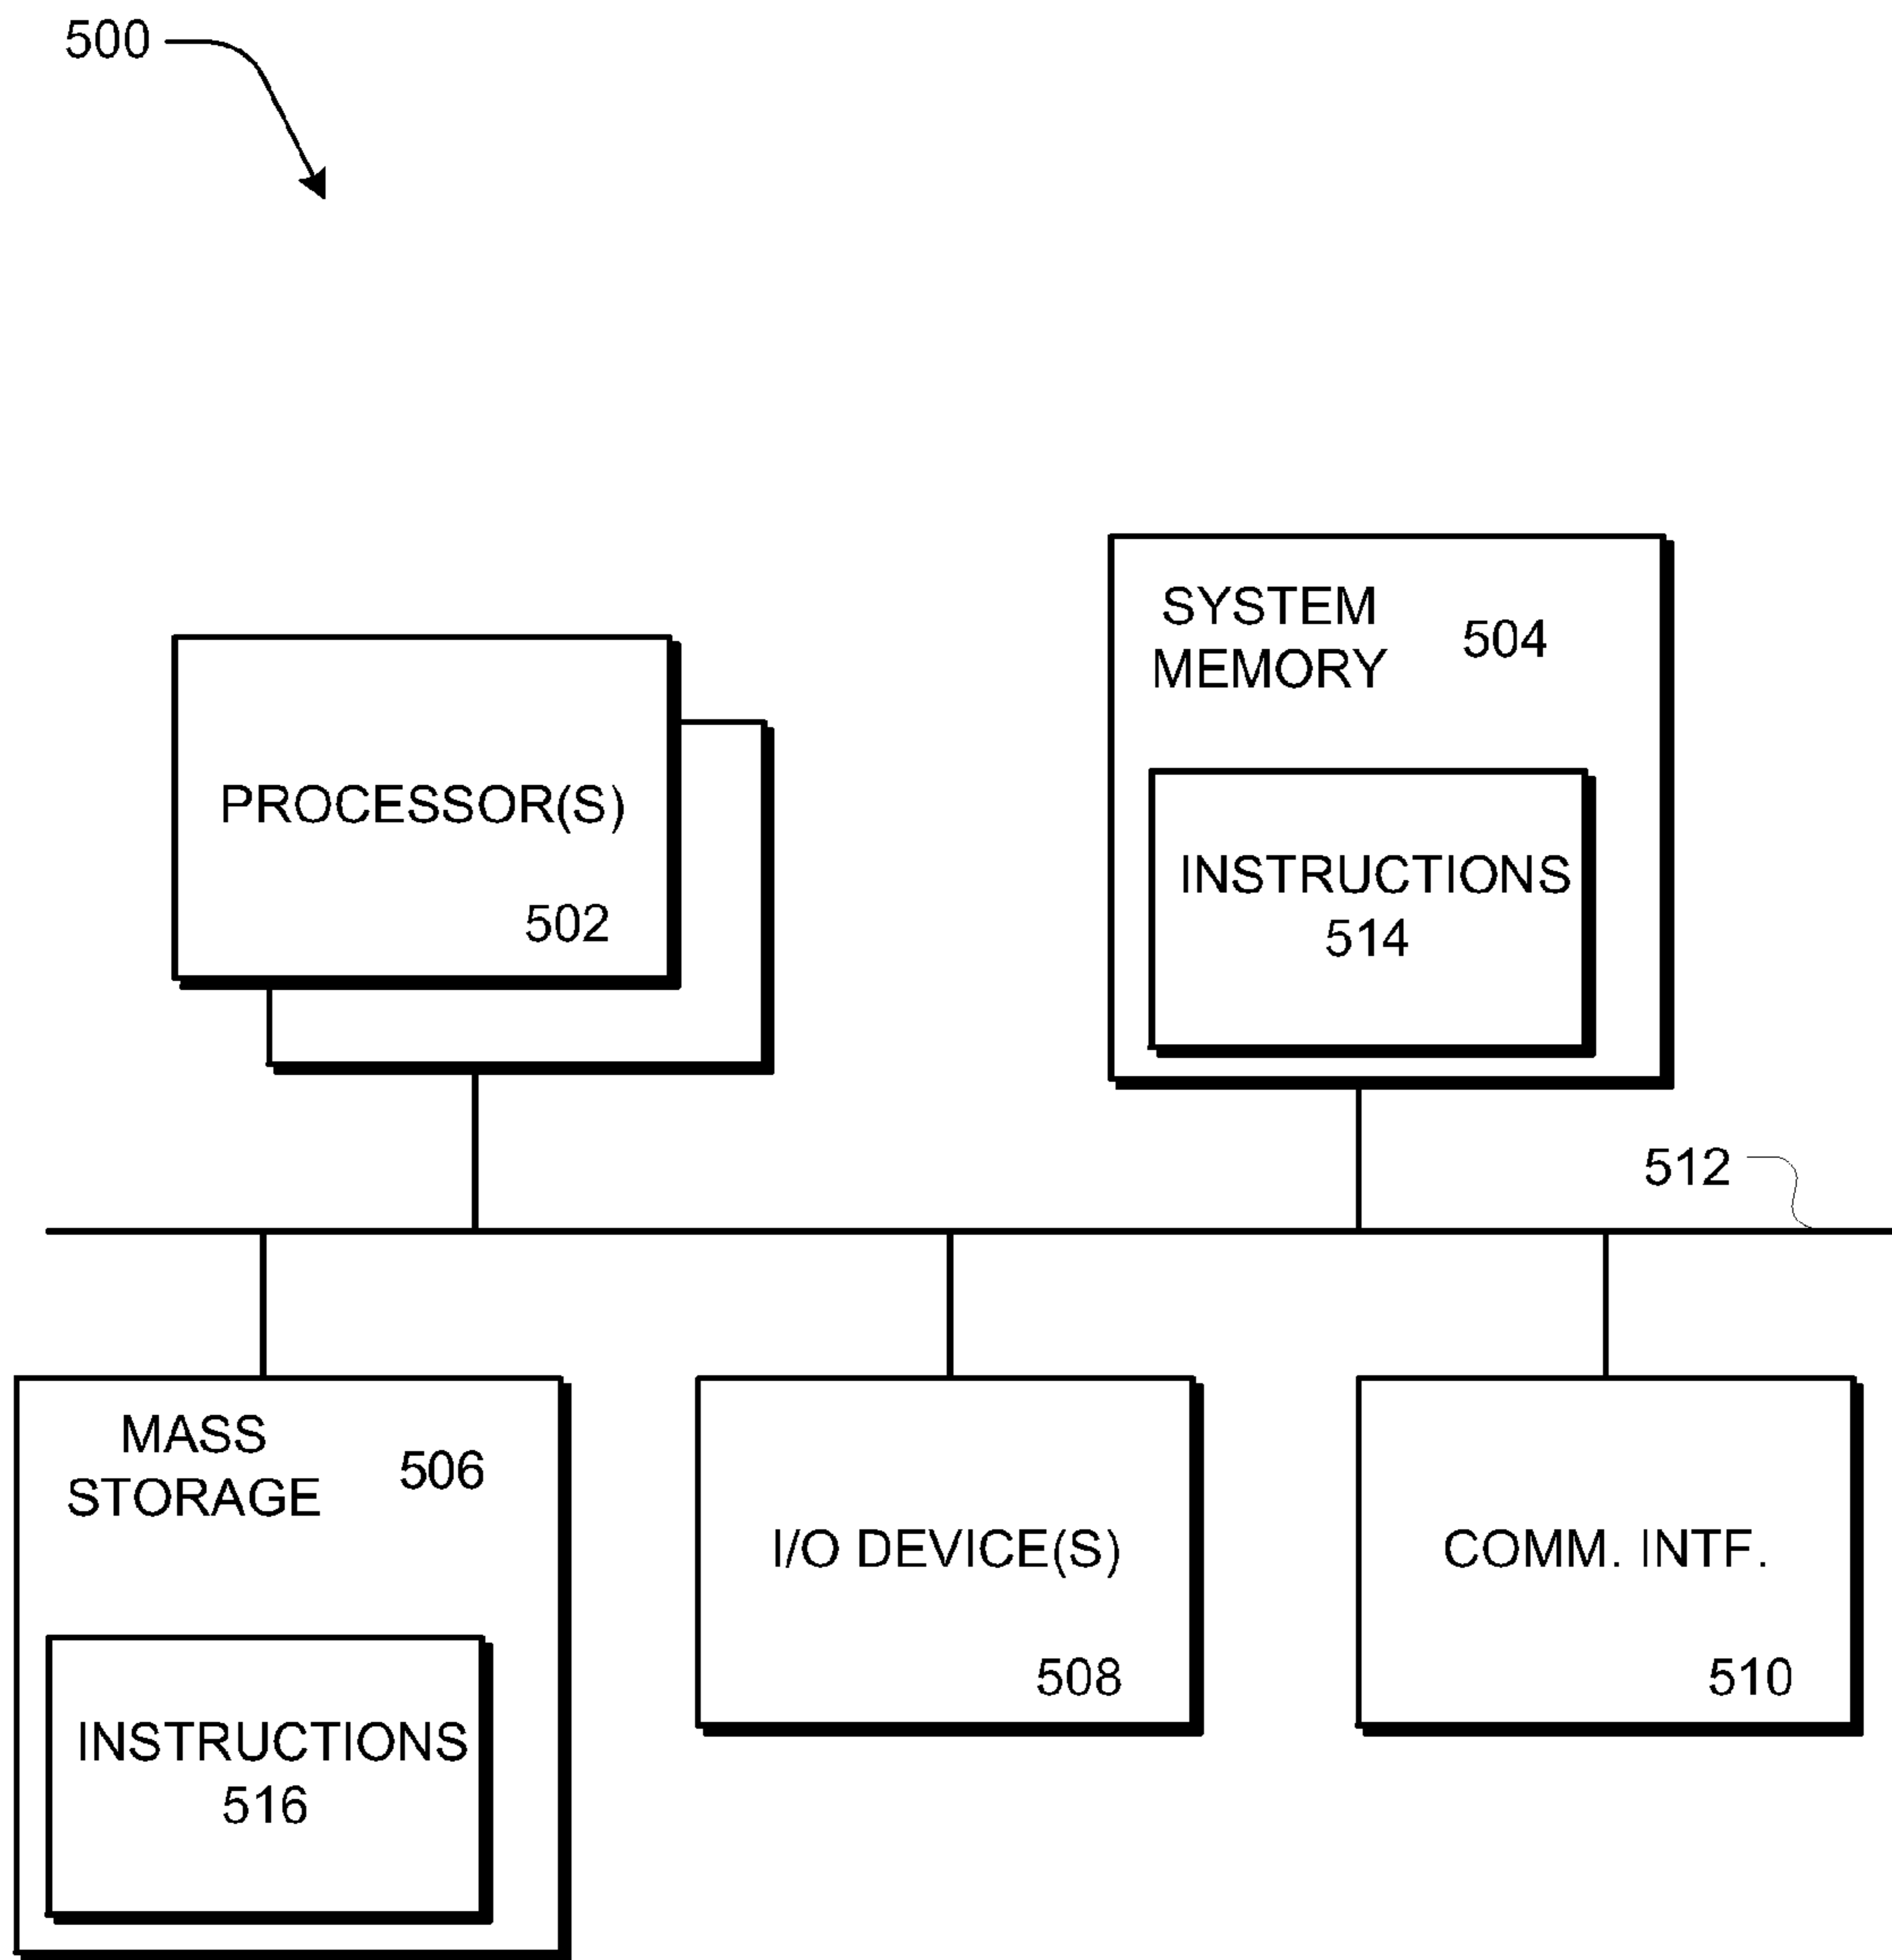 500
SYSTEM
MEMORY
504
PROCESSOR(S)
502
INSTRUCTIONS
514
512
MASS
STORAGE
506
I/O DEVICE(S)
508
COMM. INTF.
510
INSTRUCTIONS
516